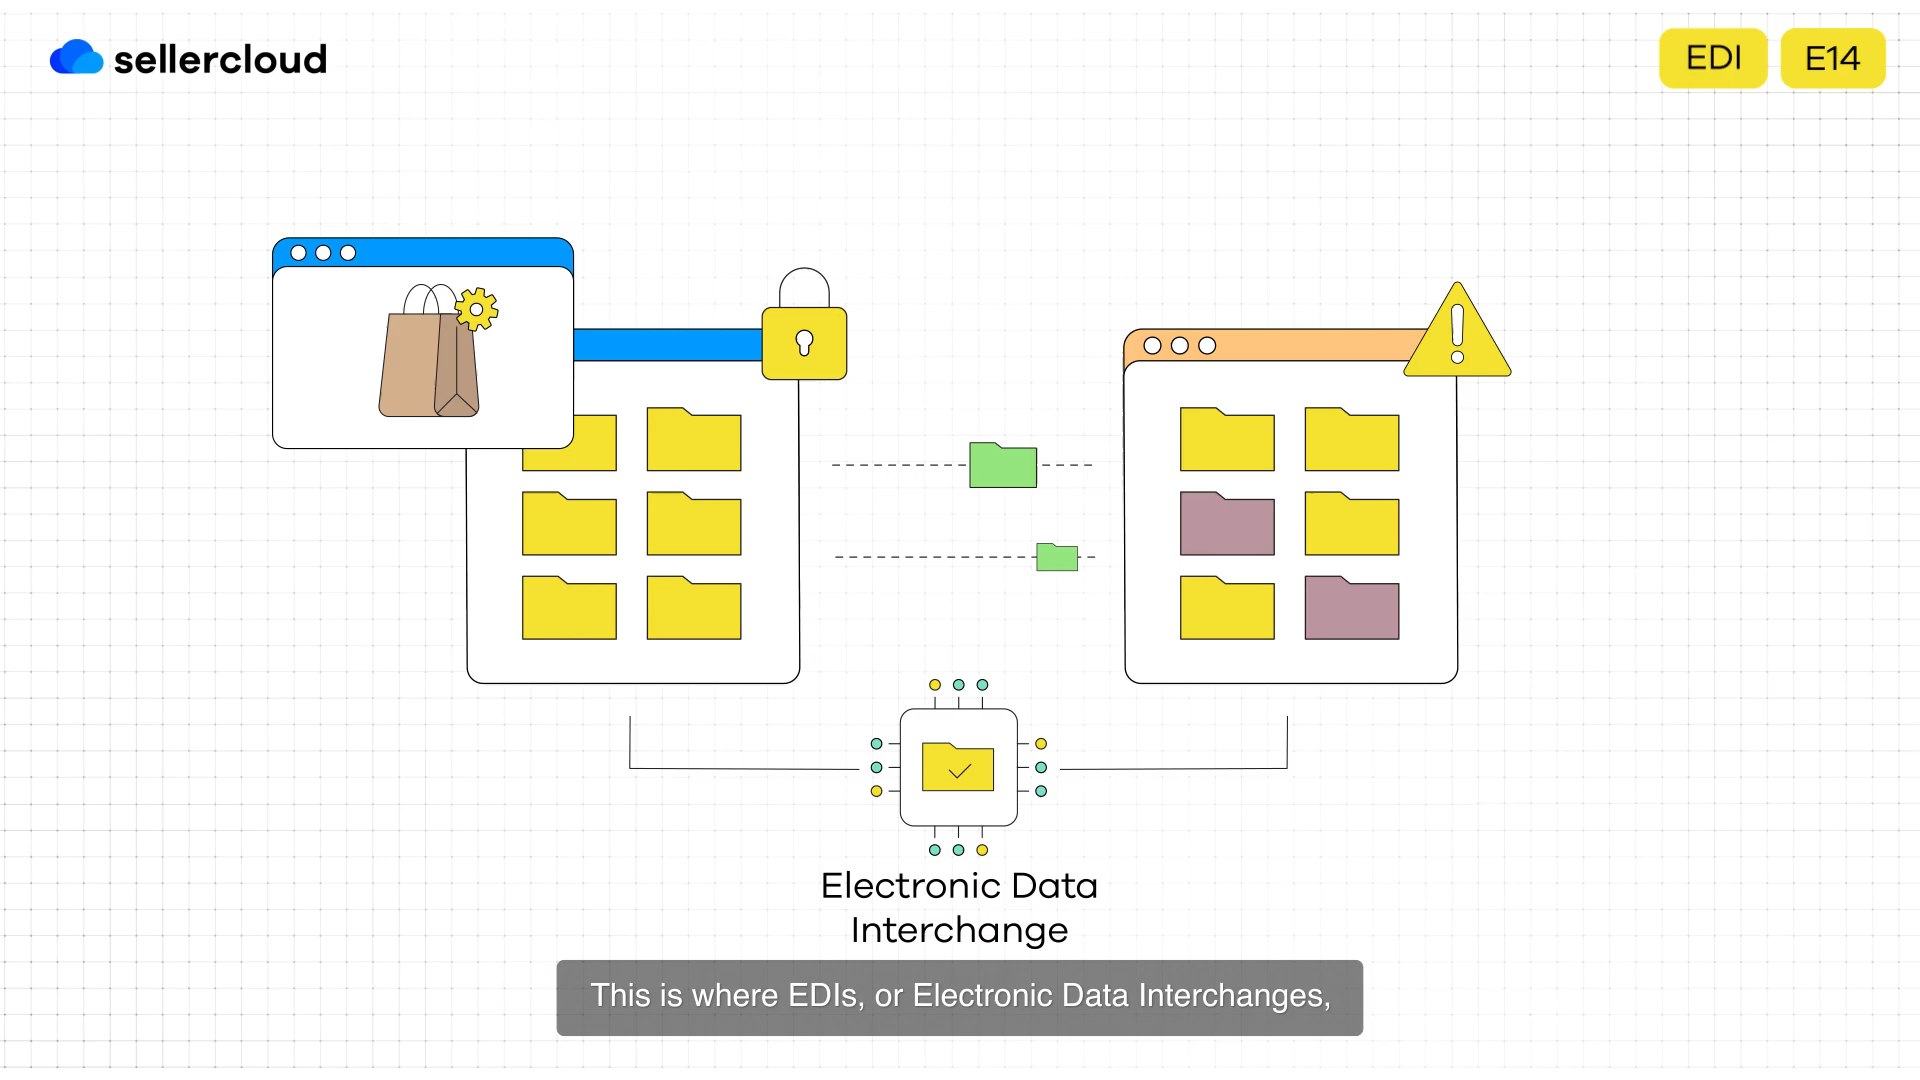 sellercloud
EDI
E14
Electronic Data
Interchange
This is where EDIs, or Electronic Data Interchanges,